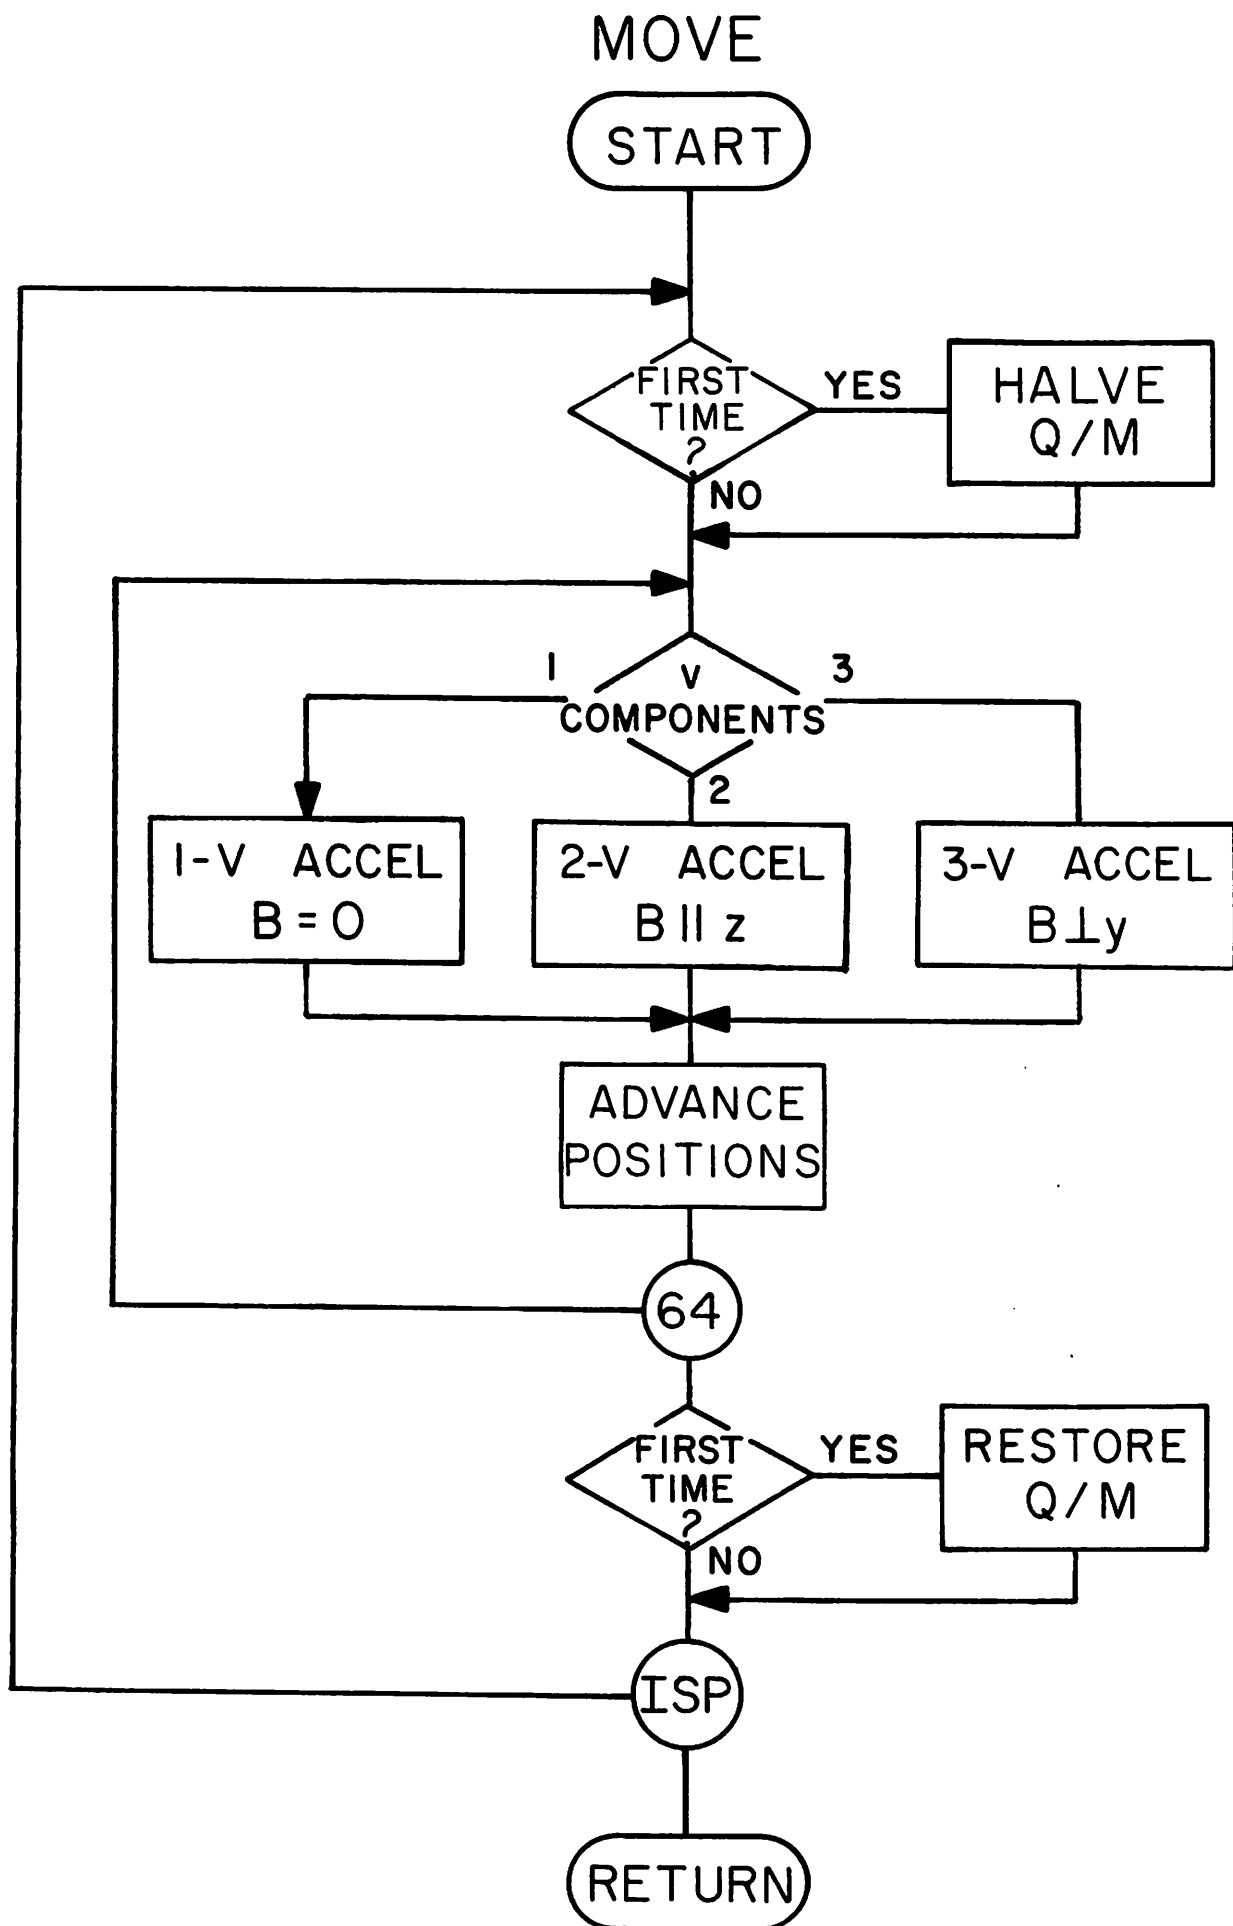 MOVE
START
FIRST
TIME
?
YES
HALVE
Q/M
NO
1
V
COMPONENTS
3
2
1-V ACCEL
B = 0
2-V ACCEL
B || z
3-V ACCEL
B⊥y
ADVANCE
POSITIONS
64
FIRST
TIME
?
YES
RESTORE
Q/M
NO
ISP
RETURN